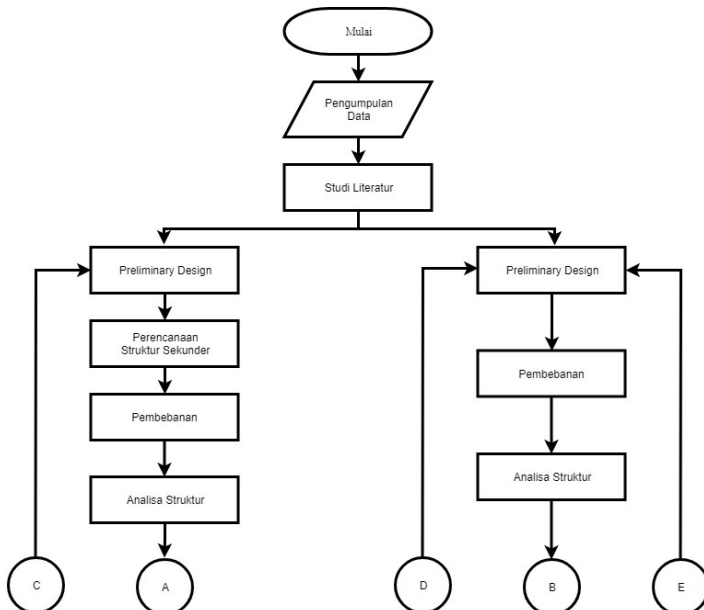 Mulai
Pengumpulan
Data
Studi Literatur
Preliminary Design
Preliminary Design
Perencanaan
Struktur Sekunder
Pembebanan
Pembebanan
Analisa Struktur
Analisa Struktur
C
A
D
B
E